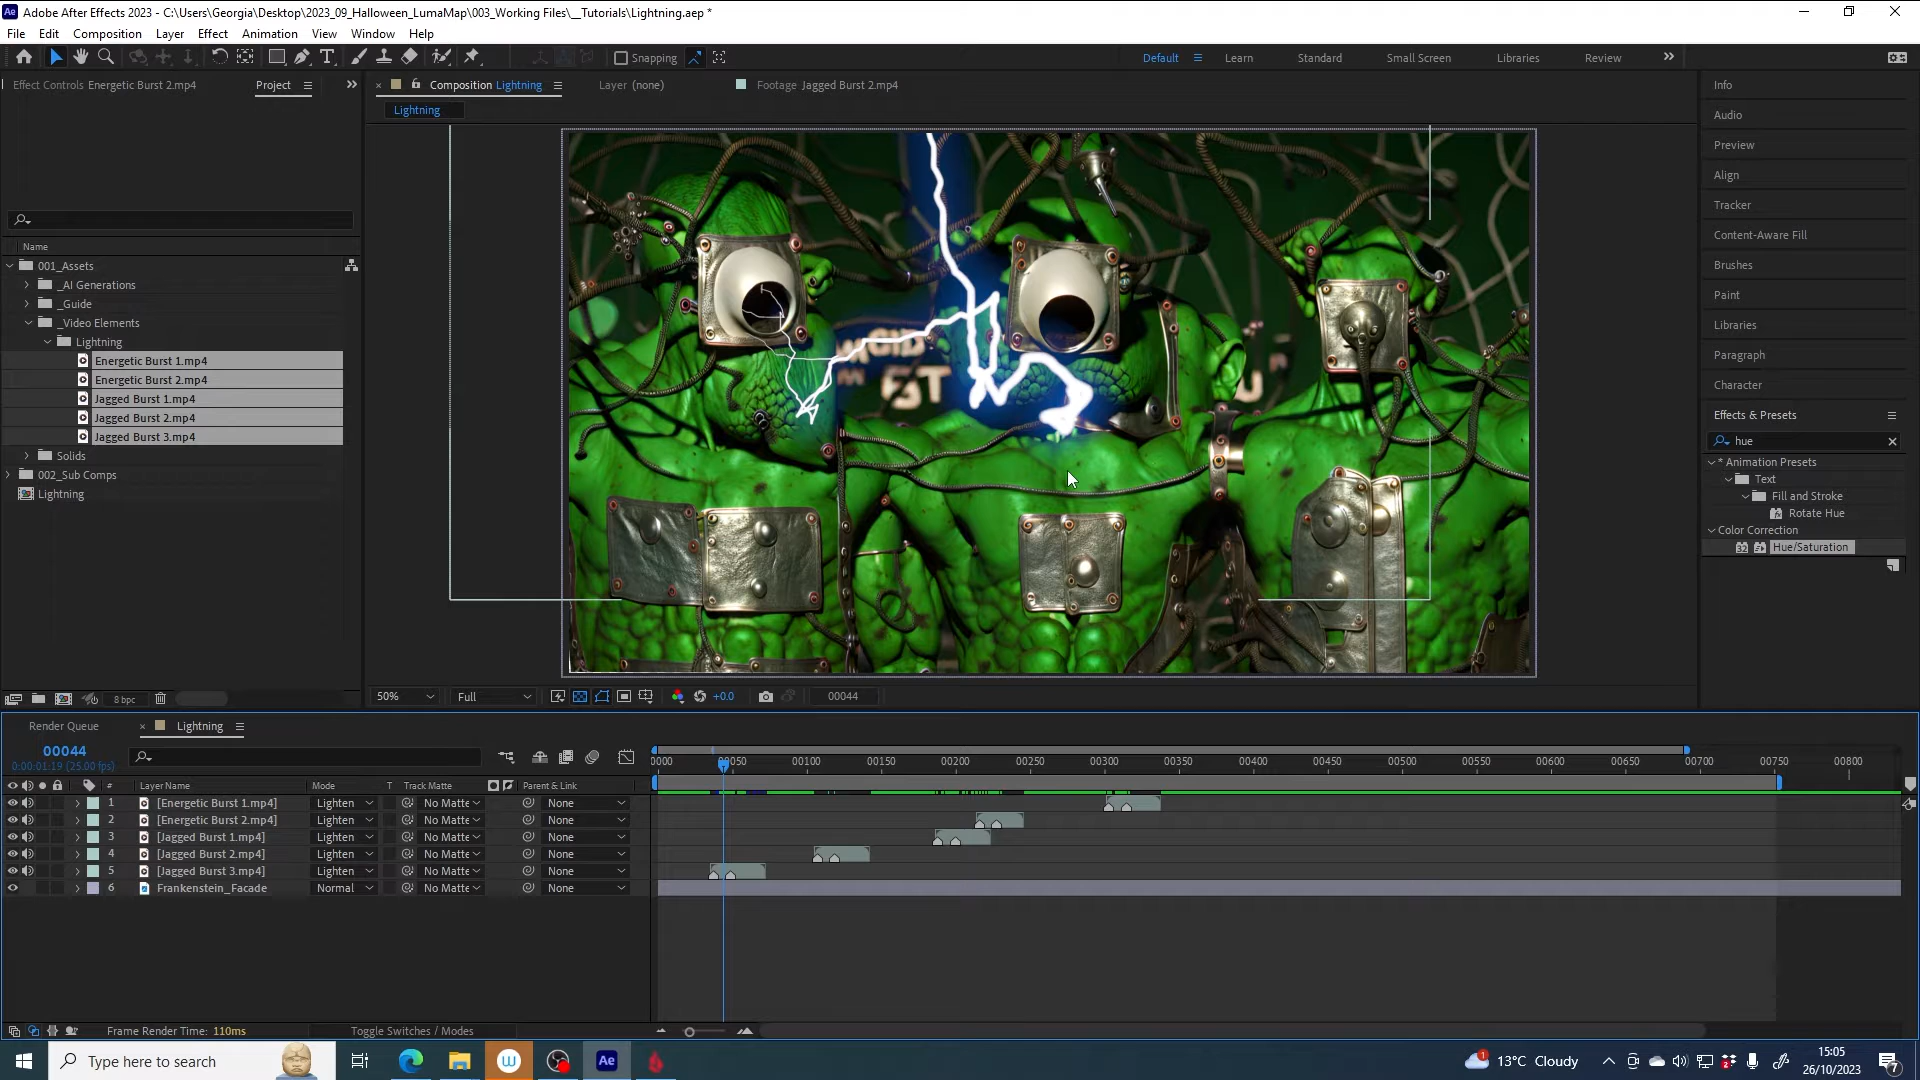 Adobe After Effects 2023 - C:\Users\Georgia\Desktop\2023_09_Halloween_LumaMap\003_Working Files\__Tutorials\Lightning.aep *
File Edit Composition Layer Effect Animation View Window Help
Snapping
Default Learn Standard Small Screen Libraries Review
Effect Controls Energetic Burst 2.mp4 Project
Composition Lightning Layer (none) Footage Jagged Burst 2.mp4
Lightning
Name
001_Assets
_AI Generations
_Guide
_Video Elements
Lightning
Energetic Burst 1.mp4
Energetic Burst 2.mp4
Jagged Burst 1.mp4
Jagged Burst 2.mp4
Jagged Burst 3.mp4
Solids
002_Sub Comps
Lightning
8 bpc
50% Full +0.0 00044
Info
Audio
Preview
Align
Tracker
Content-Aware Fill
Brushes
Paint
Libraries
Paragraph
Character
Effects & Presets
hue
* Animation Presets
Text
Fill and Stroke
Rotate Hue
Color Correction
32 Hue/Saturation
Render Queue Lightning
00044
0:00:01:19 (25.00 fps)
0000 00050 00100 00150 00200 00250 00300 00350 00400 00450 00500 00550 00600 00650 00700 00750 00800
# Layer Name Mode T Track Matte Parent & Link
1 [Energetic Burst 1.mp4] Lighten No Matte None
2 [Energetic Burst 2.mp4] Lighten No Matte None
3 [Jagged Burst 1.mp4] Lighten No Matte None
4 [Jagged Burst 2.mp4] Lighten No Matte None
5 [Jagged Burst 3.mp4] Lighten No Matte None
6 Frankenstein_Facade Normal No Matte None
Frame Render Time: 110ms Toggle Switches / Modes
Type here to search
Ae
13°C Cloudy
15:05
26/10/2023
7